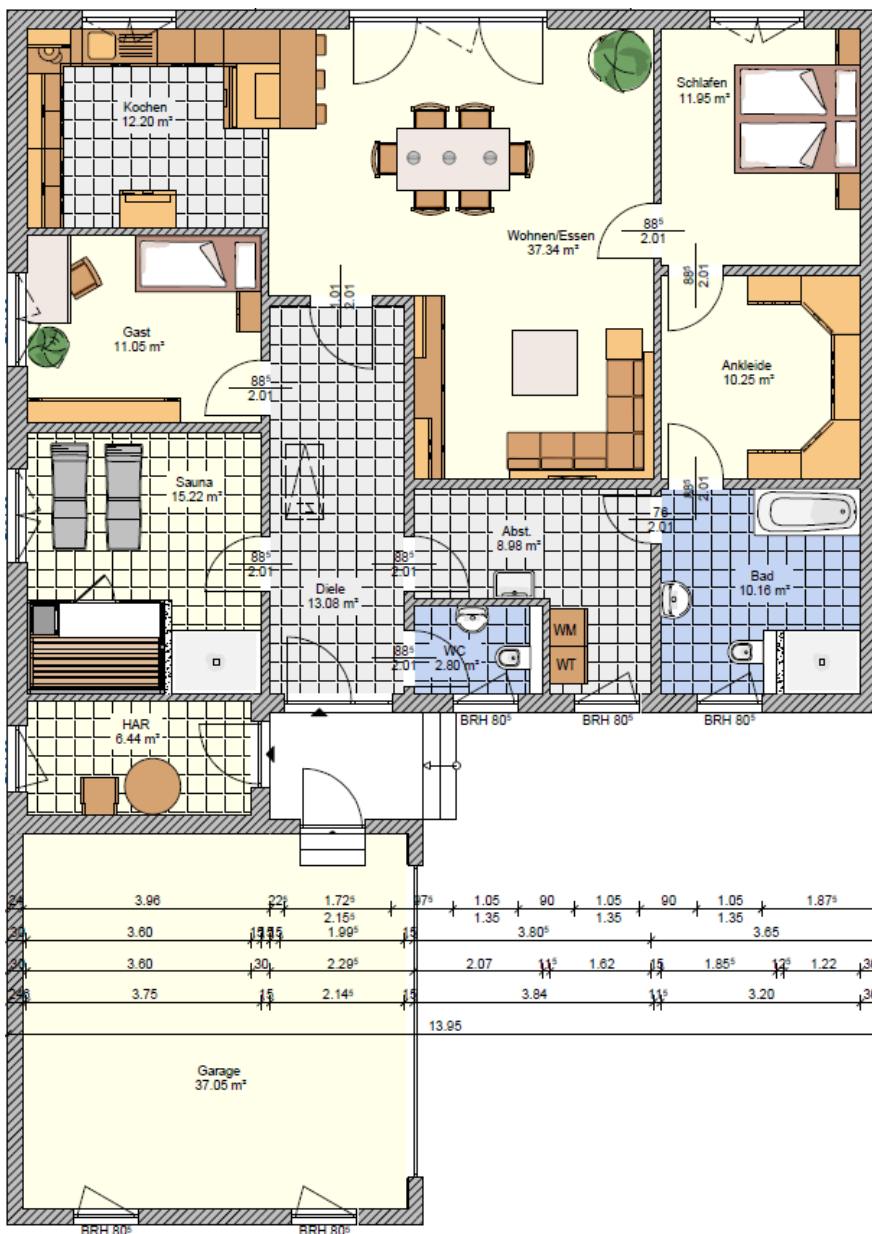 Kochen
12.20 m²
Schlafen
11.95 m²
Wohnen/Essen
37.34 m²
88⁵
2.01
88⁵
2.01
1.01
2.01
Gast
11.05 m²
88⁵
2.01
Ankleide
10.25 m²
Sauna
15.22 m²
88⁵
2.01
88⁵
2.01
76
2.01
Abst.
8.98 m²
88⁵
2.01
Diele
13.08 m²
Bad
10.16 m²
WM
WT
WC
2.80 m²
88⁵
2.01
BRH 80⁵
BRH 80⁵
BRH 80⁵
HAR
6.44 m²
24 3.96 22⁵ 1.72⁵ 97⁵ 1.05 90 1.05 90 1.05 1.87⁵
2.15⁵ 1.35 1.35 1.35
30 3.60 15 15 15 1.99⁵ 15 3.80⁵ 3.65
30 3.60 30 2.29⁵ 2.07 11⁵ 1.62 15 1.85⁵ 12⁵ 1.22 30
3.75 15 2.14⁵ 15 3.84 11⁵ 3.20 30
13.95
Garage
37.05 m²
BRH 80⁵
BRH 80⁵